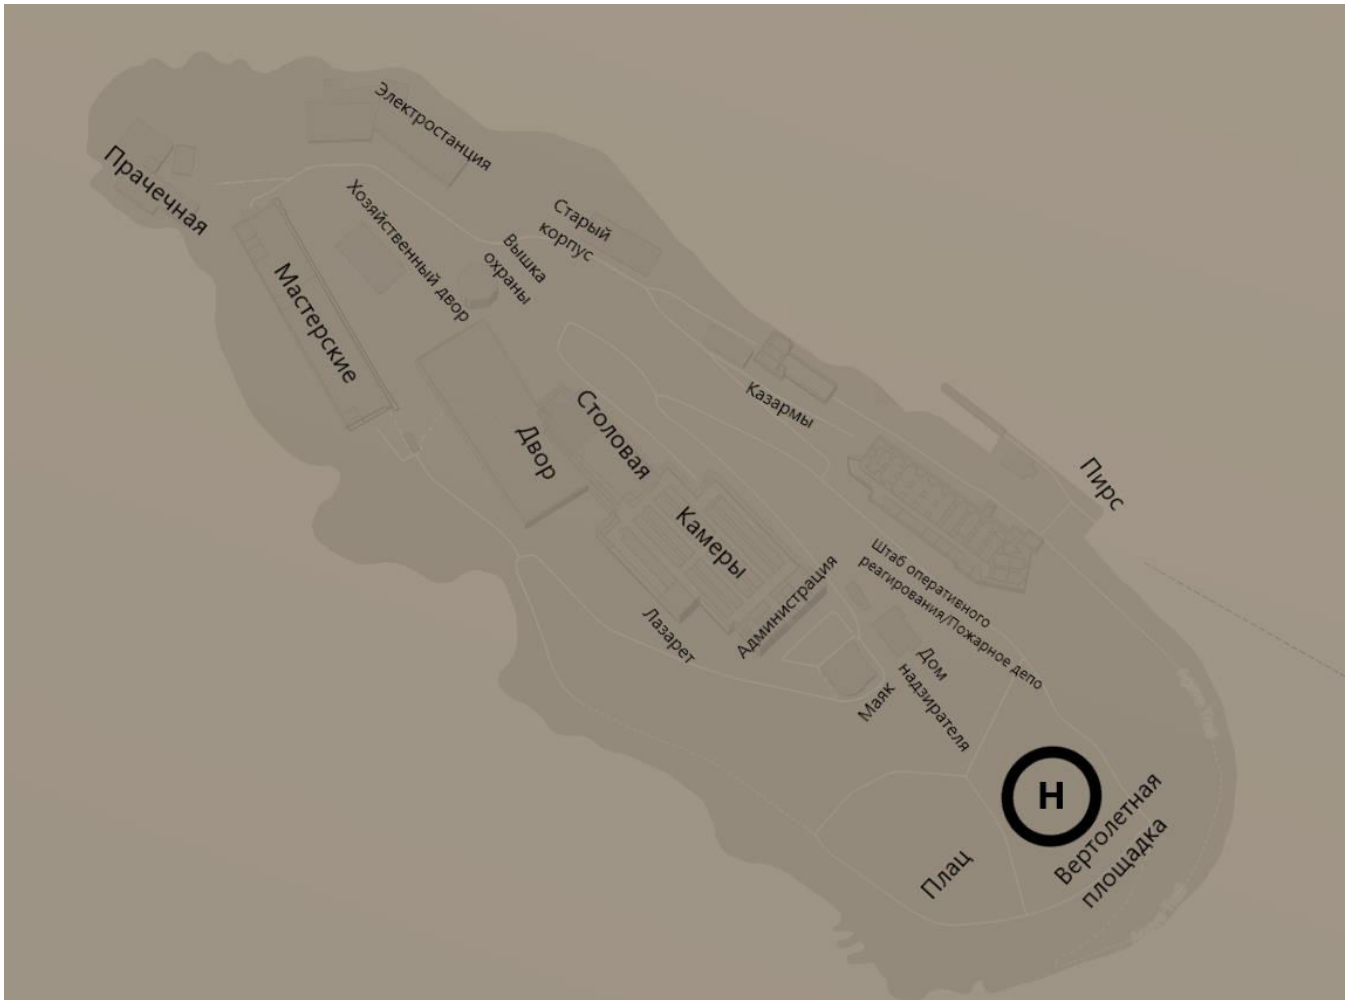 Электростанция
Прачечная
Хозяйственный двор
Старый
корпус
Вышка
охраны
Мастерские
Казармы
Столовая
Двор
Пирс
Камеры
Штаб оперативного
реагирования/Пожарное депо
Администрация
Лазарет
Дом
надзирателя
Маяк
H
Вертолетная
площадка
Плац